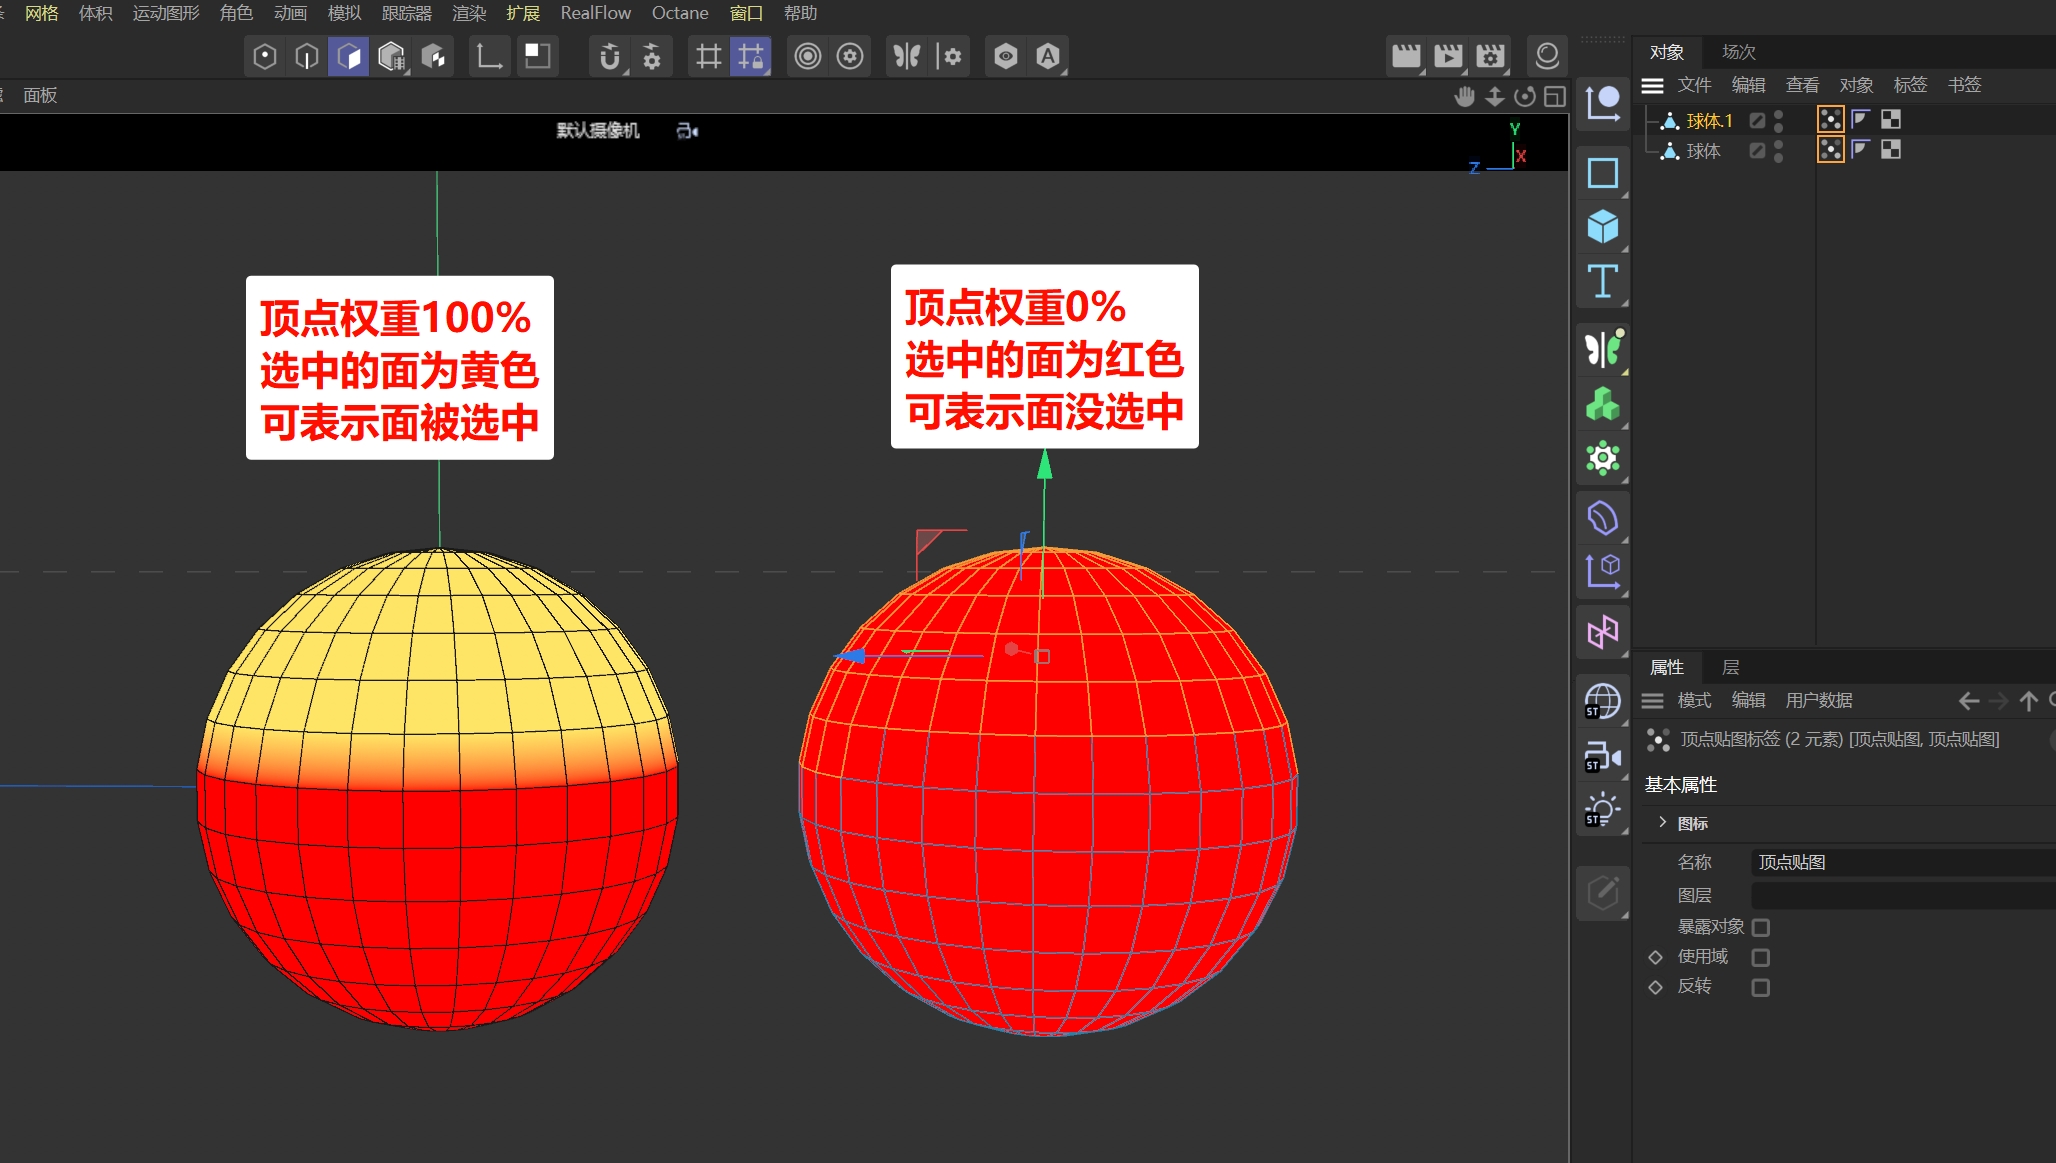 网格 体积 运动图形 角色 动画 模拟 跟踪器 渲染 扩展 RealFlow Octane 窗口 帮助
对象 场次
面板
文件 编辑 查看 对象 标签 书签
默认摄像机
Y
X
Z
球体.1
球体
顶点权重100%
选中的面为黄色
可表示面被选中
顶点权重0%
选中的面为红色
可表示面没选中
ST
ST
ST
属性 层
模式 编辑 用户数据
顶点贴图标签 (2 元素) [顶点贴图, 顶点贴图]
基本属性
图标
名称 顶点贴图
图层
暴露对象
使用域
反转